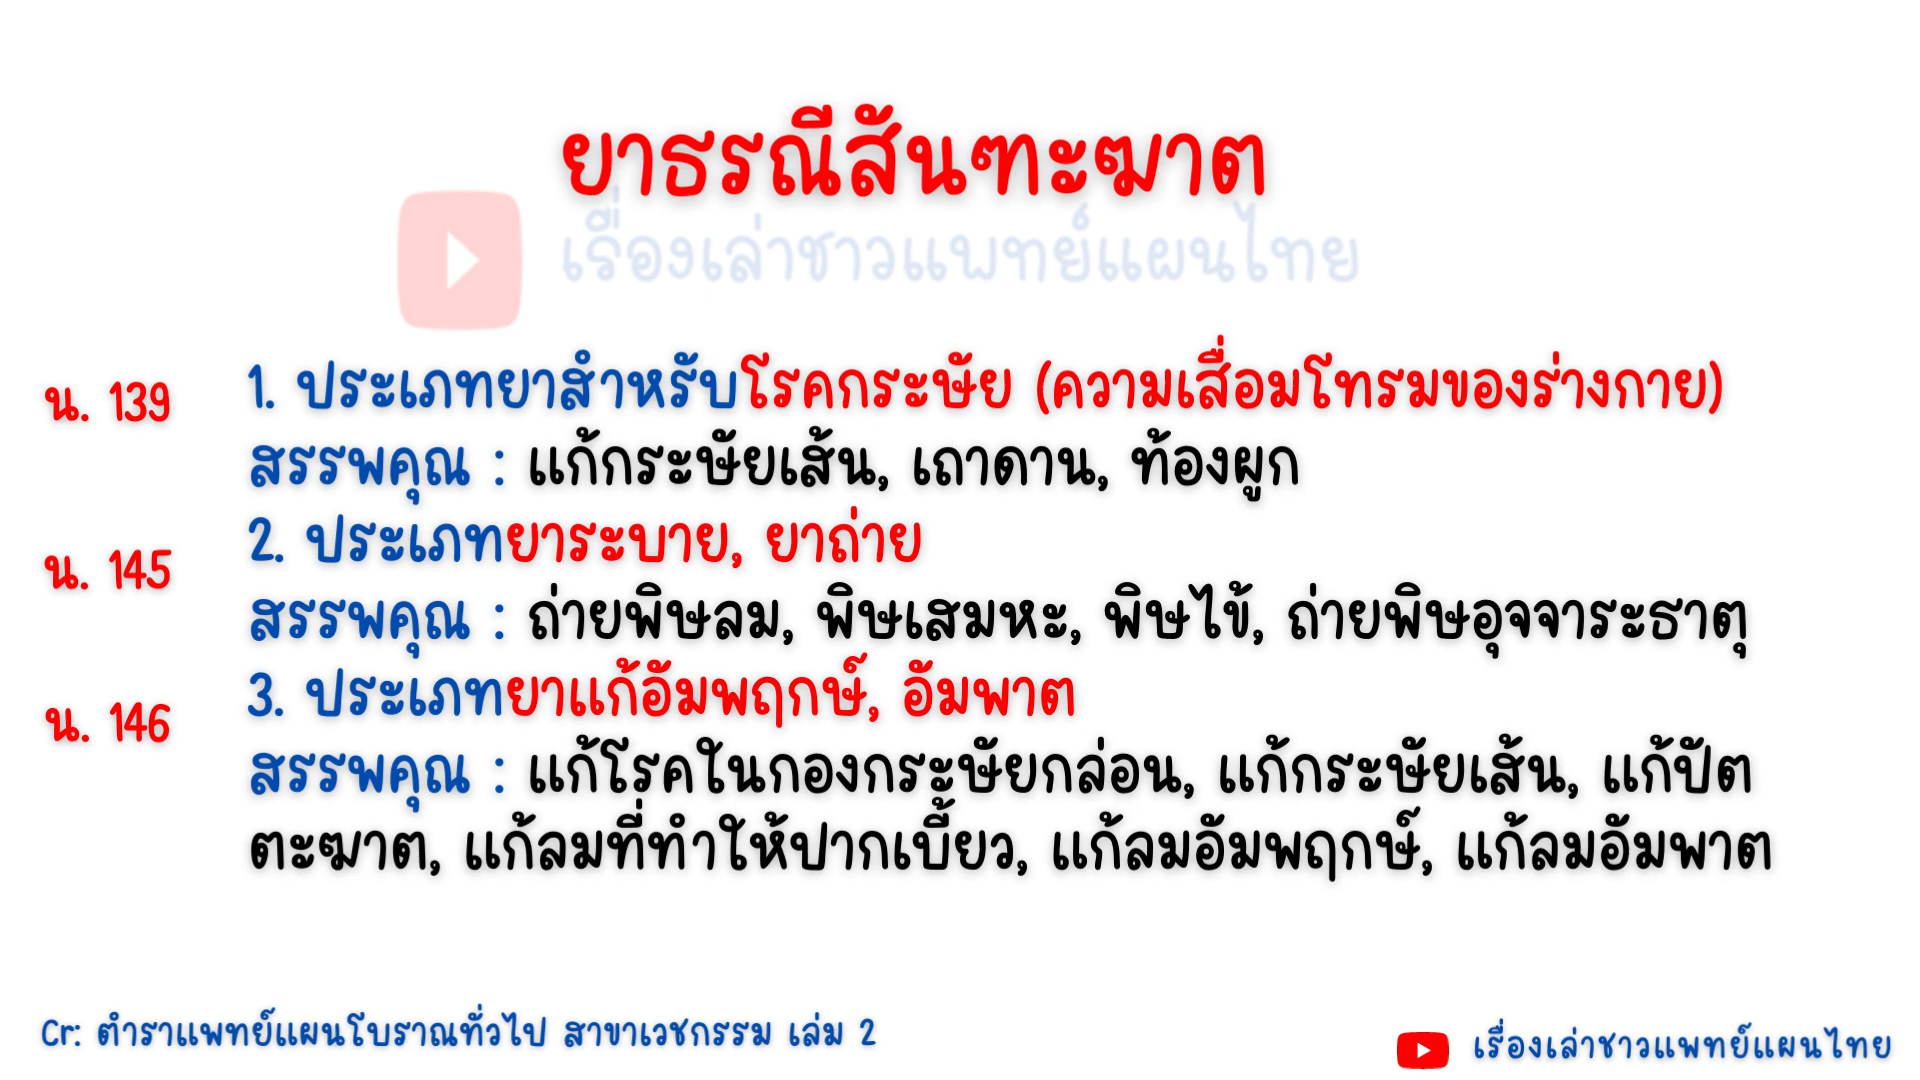 ยาธรณีสันฑะฆาต
เรื่องเล่าชาวแพทย์แผนไทย
น. 139
1. ประเภทยาสำหรับโรคกระษัย (ความเสื่อมโทรมของร่างกาย)
สรรพคุณ : แก้กระษัยเส้น, เถาดาน, ท้องผูก
น. 145
2. ประเภทยาระบาย, ยาถ่าย
สรรพคุณ : ถ่ายพิษลม, พิษเสมหะ, พิษไข้, ถ่ายพิษอุจจาระธาตุ
น. 146
3. ประเภทยาแก้อัมพฤกษ์, อัมพาต
สรรพคุณ : แก้โรคในกองกระษัยกล่อน, แก้กระษัยเส้น, แก้ปัต
ตะฆาต, แก้ลมที่ทำให้ปากเบี้ยว, แก้ลมอัมพฤกษ์, แก้ลมอัมพาต
Cr: ตำราแพทย์แผนโบราณทั่วไป สาขาเวชกรรม เล่ม 2
เรื่องเล่าชาวแพทย์แผนไทย